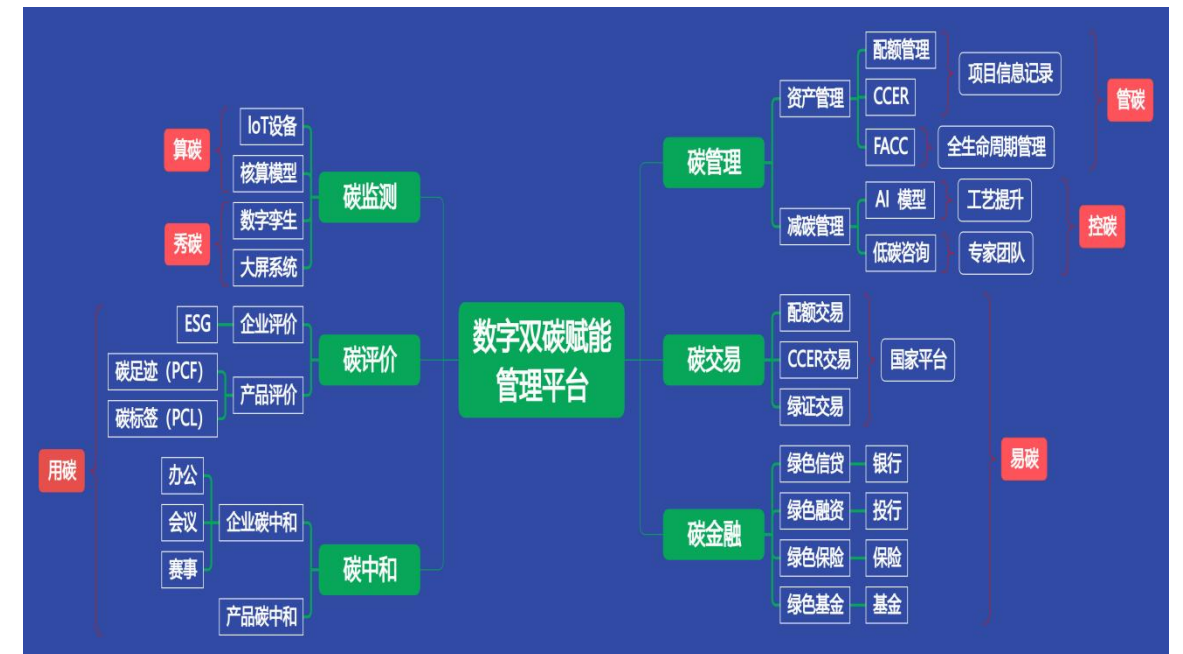 数字双碳赋能
管理平台
碳监测
IoT设备
核算模型
算碳
数字孪生
大屏系统
秀碳
碳评价
企业评价
ESG
产品评价
碳足迹（PCF）
碳标签（PCL）
碳中和
企业碳中和
办公
会议
赛事
产品碳中和
用碳
碳管理
资产管理
配额管理
CCER
项目信息记录
FACC
全生命周期管理
管碳
减碳管理
AI 模型
工艺提升
低碳咨询
专家团队
控碳
碳交易
配额交易
CCER交易
绿证交易
国家平台
碳金融
绿色信贷
银行
绿色融资
投行
绿色保险
保险
绿色基金
基金
易碳